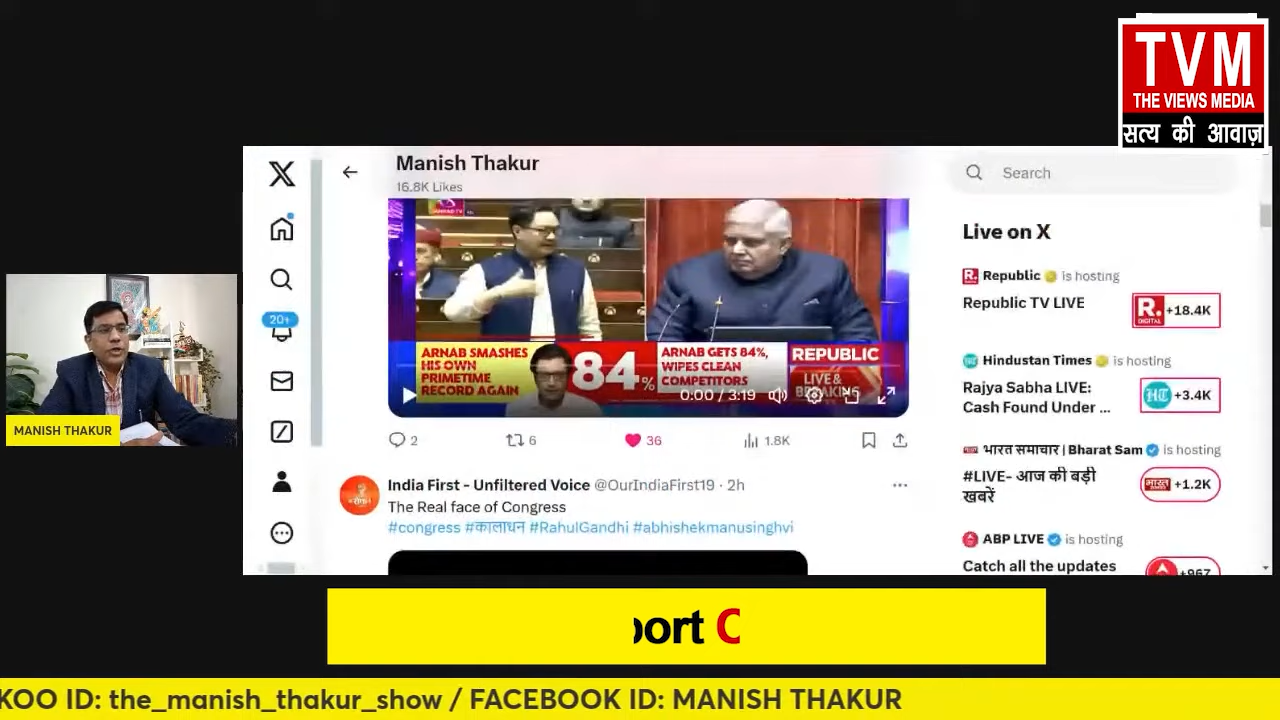 TVM
THE VIEWS MEDIA
सत्य की आवाज़
Manish Thakur
16.8K Likes
Search
ARNAB SMASHES
HIS OWN
PRIMETIME
RECORD AGAIN
84%
ARNAB GETS 84%,
WIPES CLEAN
COMPETITORS
REPUBLIC
LIVE &
0:00 / 3:19
2
6
36
1.8K
20+
India First - Unfiltered Voice @OurIndiaFirst19 · 2h
The Real face of Congress
#congress #कालाधन #RahulGandhi #abhishekmanusinghvi
Live on X
Republic is hosting
Republic TV LIVE
R.
DIGITAL
+18.4K
Hindustan Times is hosting
Rajya Sabha LIVE:
Cash Found Under ...
HT
+3.4K
भारत समाचार | Bharat Sam is hosting
#LIVE- आज की बड़ी
खबरें
+1.2K
ABP LIVE is hosting
Catch all the updates
+967
MANISH THAKUR
port C
KOO ID: the_manish_thakur_show / FACEBOOK ID: MANISH THAKUR